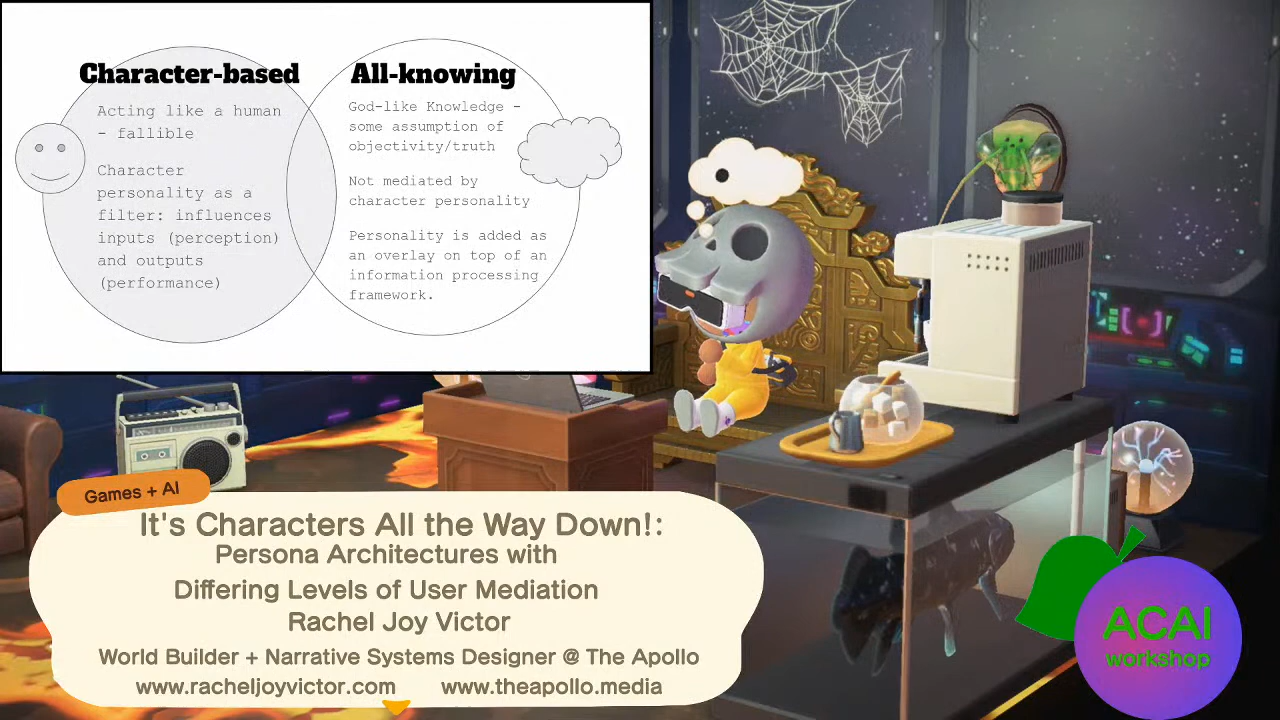 Character-based
Acting like a human
- fallible
Character
personality as a
filter: influences
inputs (perception)
and outputs
(performance)
All-knowing
God-like Knowledge -
some assumption of
objectivity/truth
Not mediated by
character personality
Personality is added as
an overlay on top of an
information processing
framework.
Games + AI
It's Characters All the Way Down!:
Persona Architectures with
Differing Levels of User Mediation
Rachel Joy Victor
World Builder + Narrative Systems Designer @ The Apollo
www.racheljoyvictor.com www.theapollo.media
ACAI
workshop